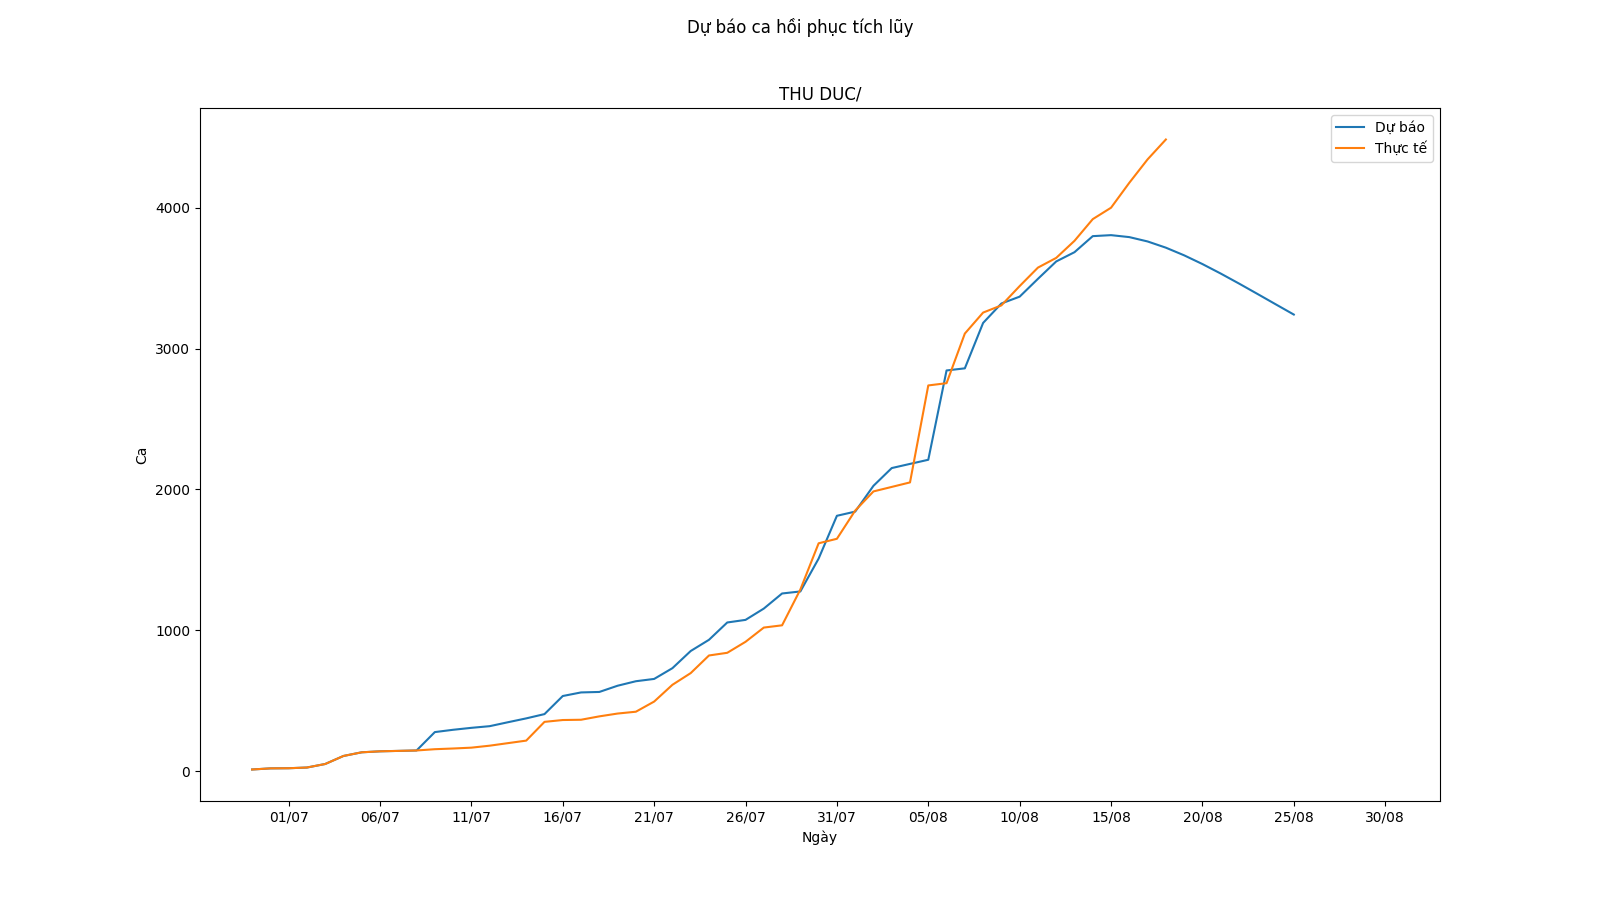 Dự báo ca hồi phục tích lũy
THU DUC/
Dự báo
Thực tế
4000
3000
2000
1000
0
Ca
01/07 06/07 11/07 16/07 21/07 26/07 31/07 05/08 10/08 15/08 20/08 25/08 30/08
Ngày